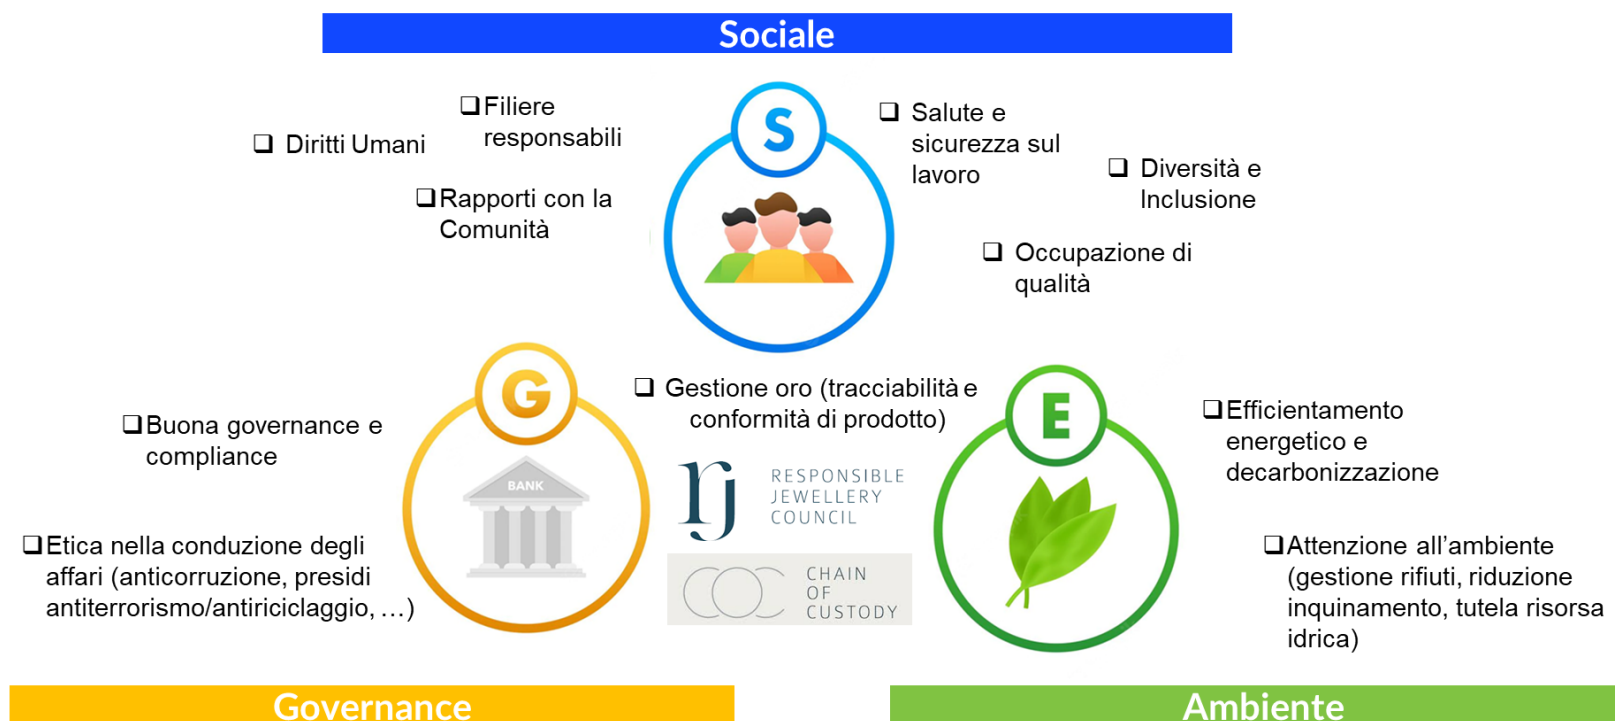 Sociale
S
❑ Filiere
responsabili
❑ Diritti Umani
❑ Rapporti con la
Comunità
❑ Salute e
sicurezza sul
lavoro
❑ Diversità e
Inclusione
❑ Occupazione di
qualità
G
BANK
❑ Buona governance e
compliance
❑ Etica nella conduzione degli
affari (anticorruzione, presidi
antiterrorismo/antiriciclaggio, …)
❑ Gestione oro (tracciabilità e
conformità di prodotto)
rj
RESPONSIBLE
JEWELLERY
COUNCIL
COC
CHAIN
OF
CUSTODY
E
❑ Efficientamento
energetico e
decarbonizzazione
❑ Attenzione all’ambiente
(gestione rifiuti, riduzione
inquinamento, tutela risorsa
idrica)
Governance
Ambiente